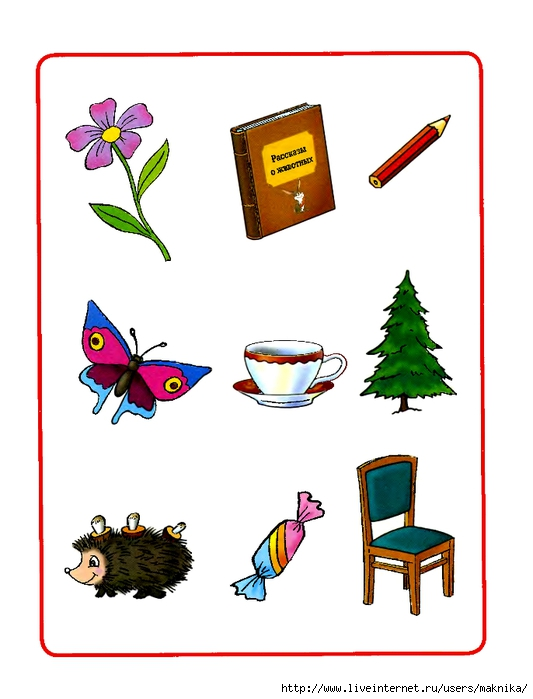 Рассказы
о животных
http://www.liveinternet.ru/users/maknika/